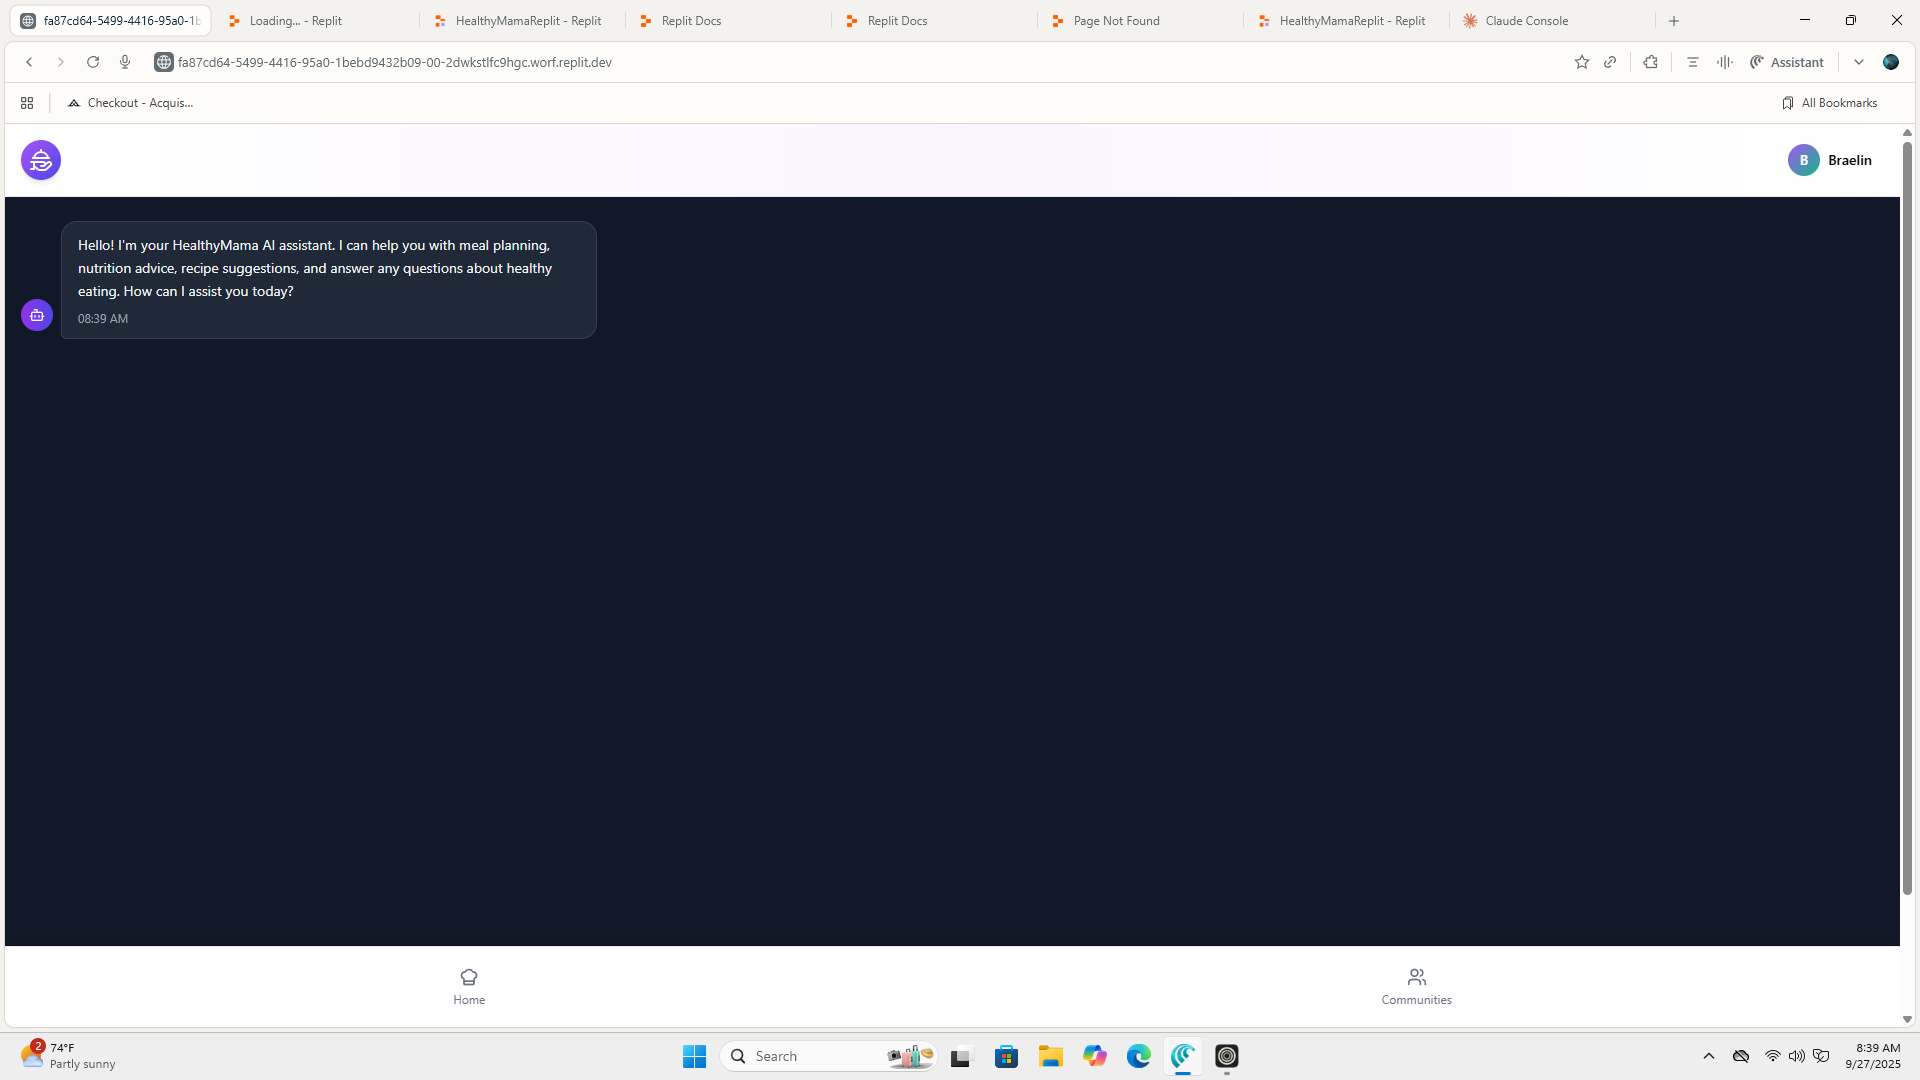 fa87cd64-5499-4416-95a0-1b
Loading... - Replit
HealthyMamaReplit - Replit
Replit Docs
Replit Docs
Page Not Found
HealthyMamaReplit - Replit
Claude Console
fa87cd64-5499-4416-95a0-1bebd9432b09-00-2dwkstlfc9hgc.worf.replit.dev
Assistant
Checkout - Acquis...
All Bookmarks
B
Braelin
Hello! I'm your HealthyMama AI assistant. I can help you with meal planning,
nutrition advice, recipe suggestions, and answer any questions about healthy
eating. How can I assist you today?
08:39 AM
Home
Communities
2
74°F
Partly sunny
Search
8:39 AM
9/27/2025